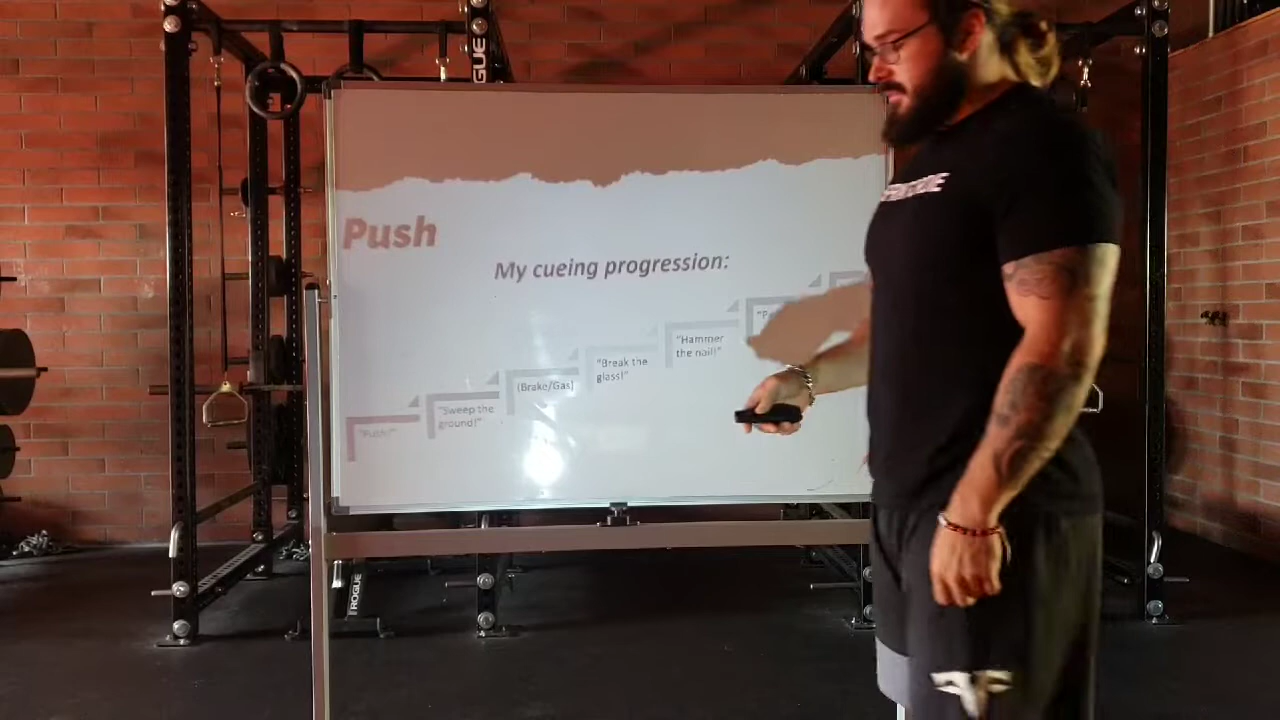 Push
My cueing progression:
"Push!"
"Sweep the
ground!"
(Brake/Gas)
"Break the
glass!"
"Hammer
the nail!"
ROGUE